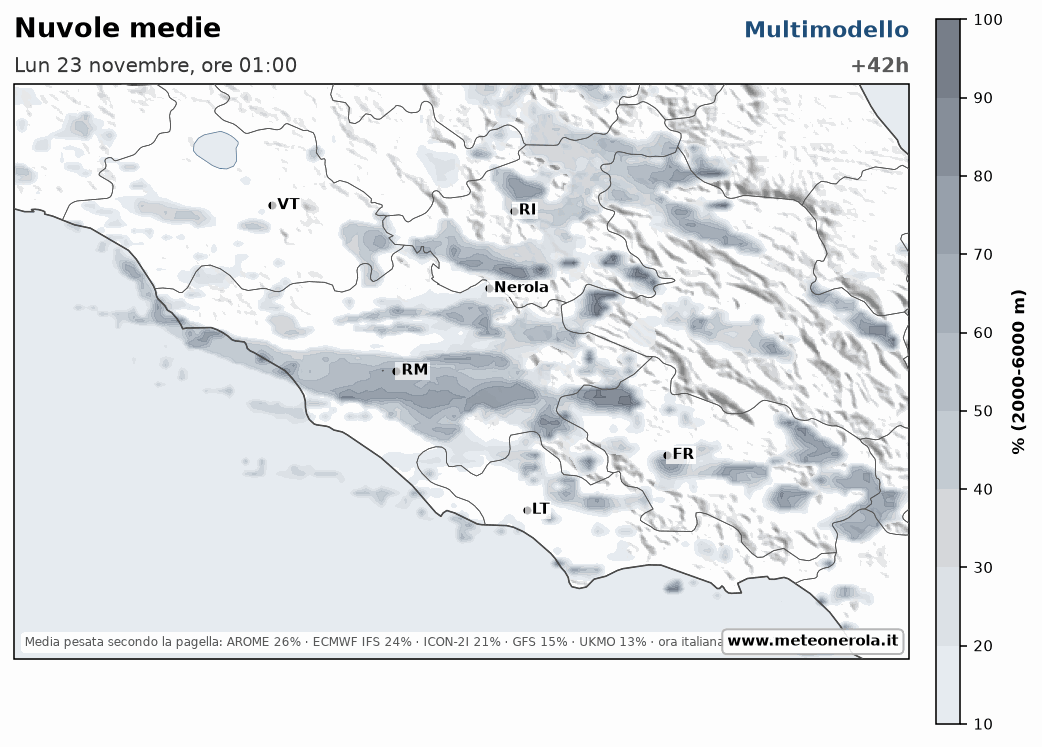 Nuvole medie
Multimodello
Lun 23 novembre, ore 01:00
+42h
VT
RI
Nerola
RM
FR
LT
Media pesata secondo la pagella: AROME 26% · ECMWF IFS 24% · ICON-2I 21% · GFS 15% · UKMO 13% · ora italiana
www.meteonerola.it
100
90
80
70
60
50
40
30
20
10
% (2000-6000 m)